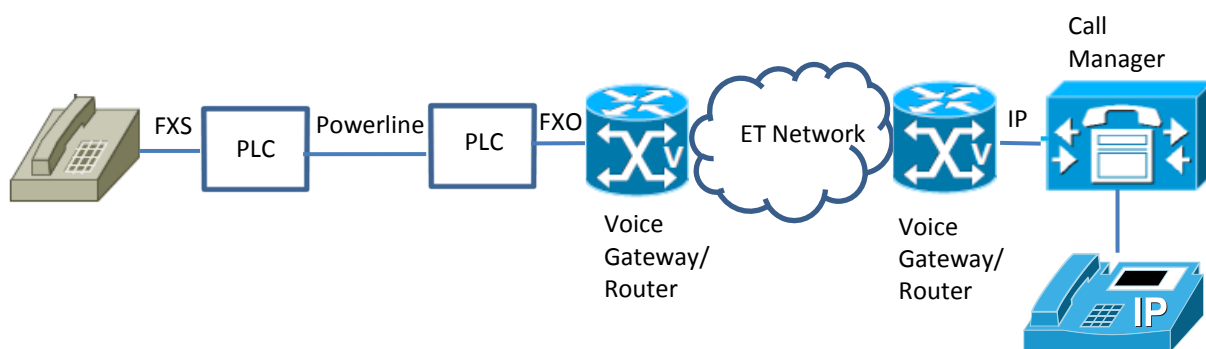 Call
Manager
FXS
PLC
Powerline
PLC
FXO
V
ET Network
V
IP
Voice
Gateway/
Router
Voice
Gateway/
Router
IP